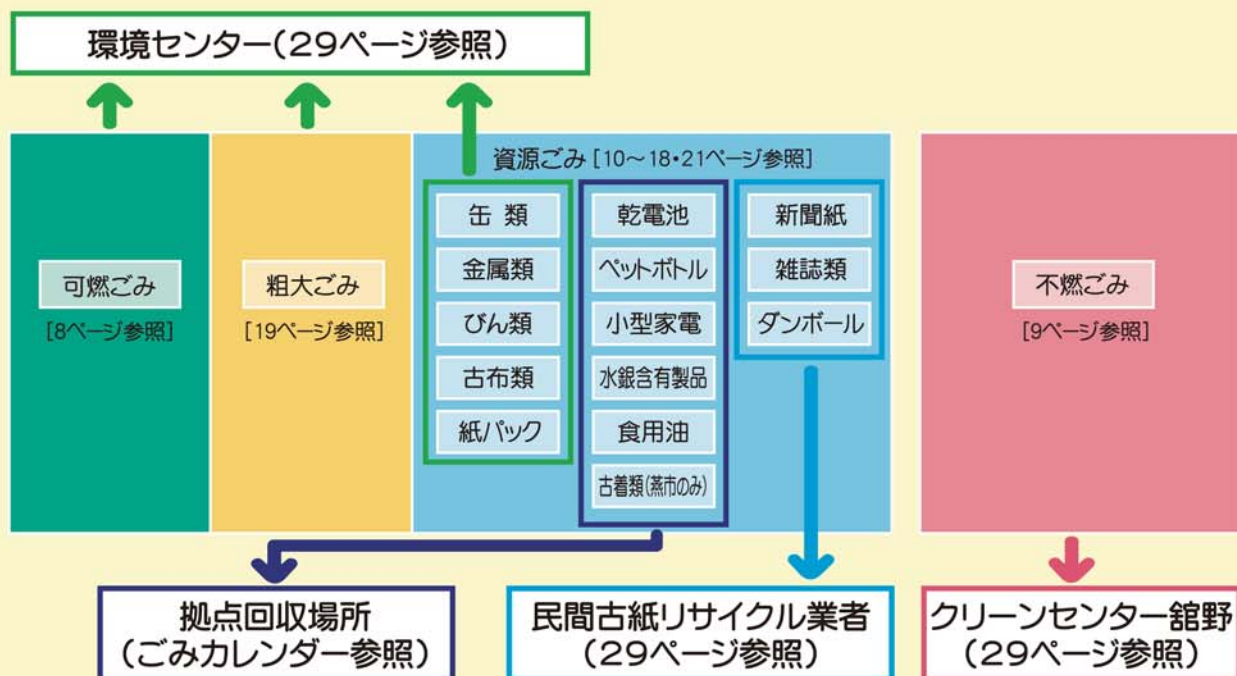 環境センター(29ページ参照)
資源ごみ [10～18・21ページ参照]
可燃ごみ
[8ページ参照]
粗大ごみ
[19ページ参照]
缶 類
金属類
びん類
古布類
紙パック
乾電池
ペットボトル
小型家電
水銀含有製品
食用油
古着類(燕市のみ)
新聞紙
雑誌類
ダンボール
不燃ごみ
[9ページ参照]
拠点回収場所
(ごみカレンダー参照)
民間古紙リサイクル業者
(29ページ参照)
クリーンセンター舘野
(29ページ参照)